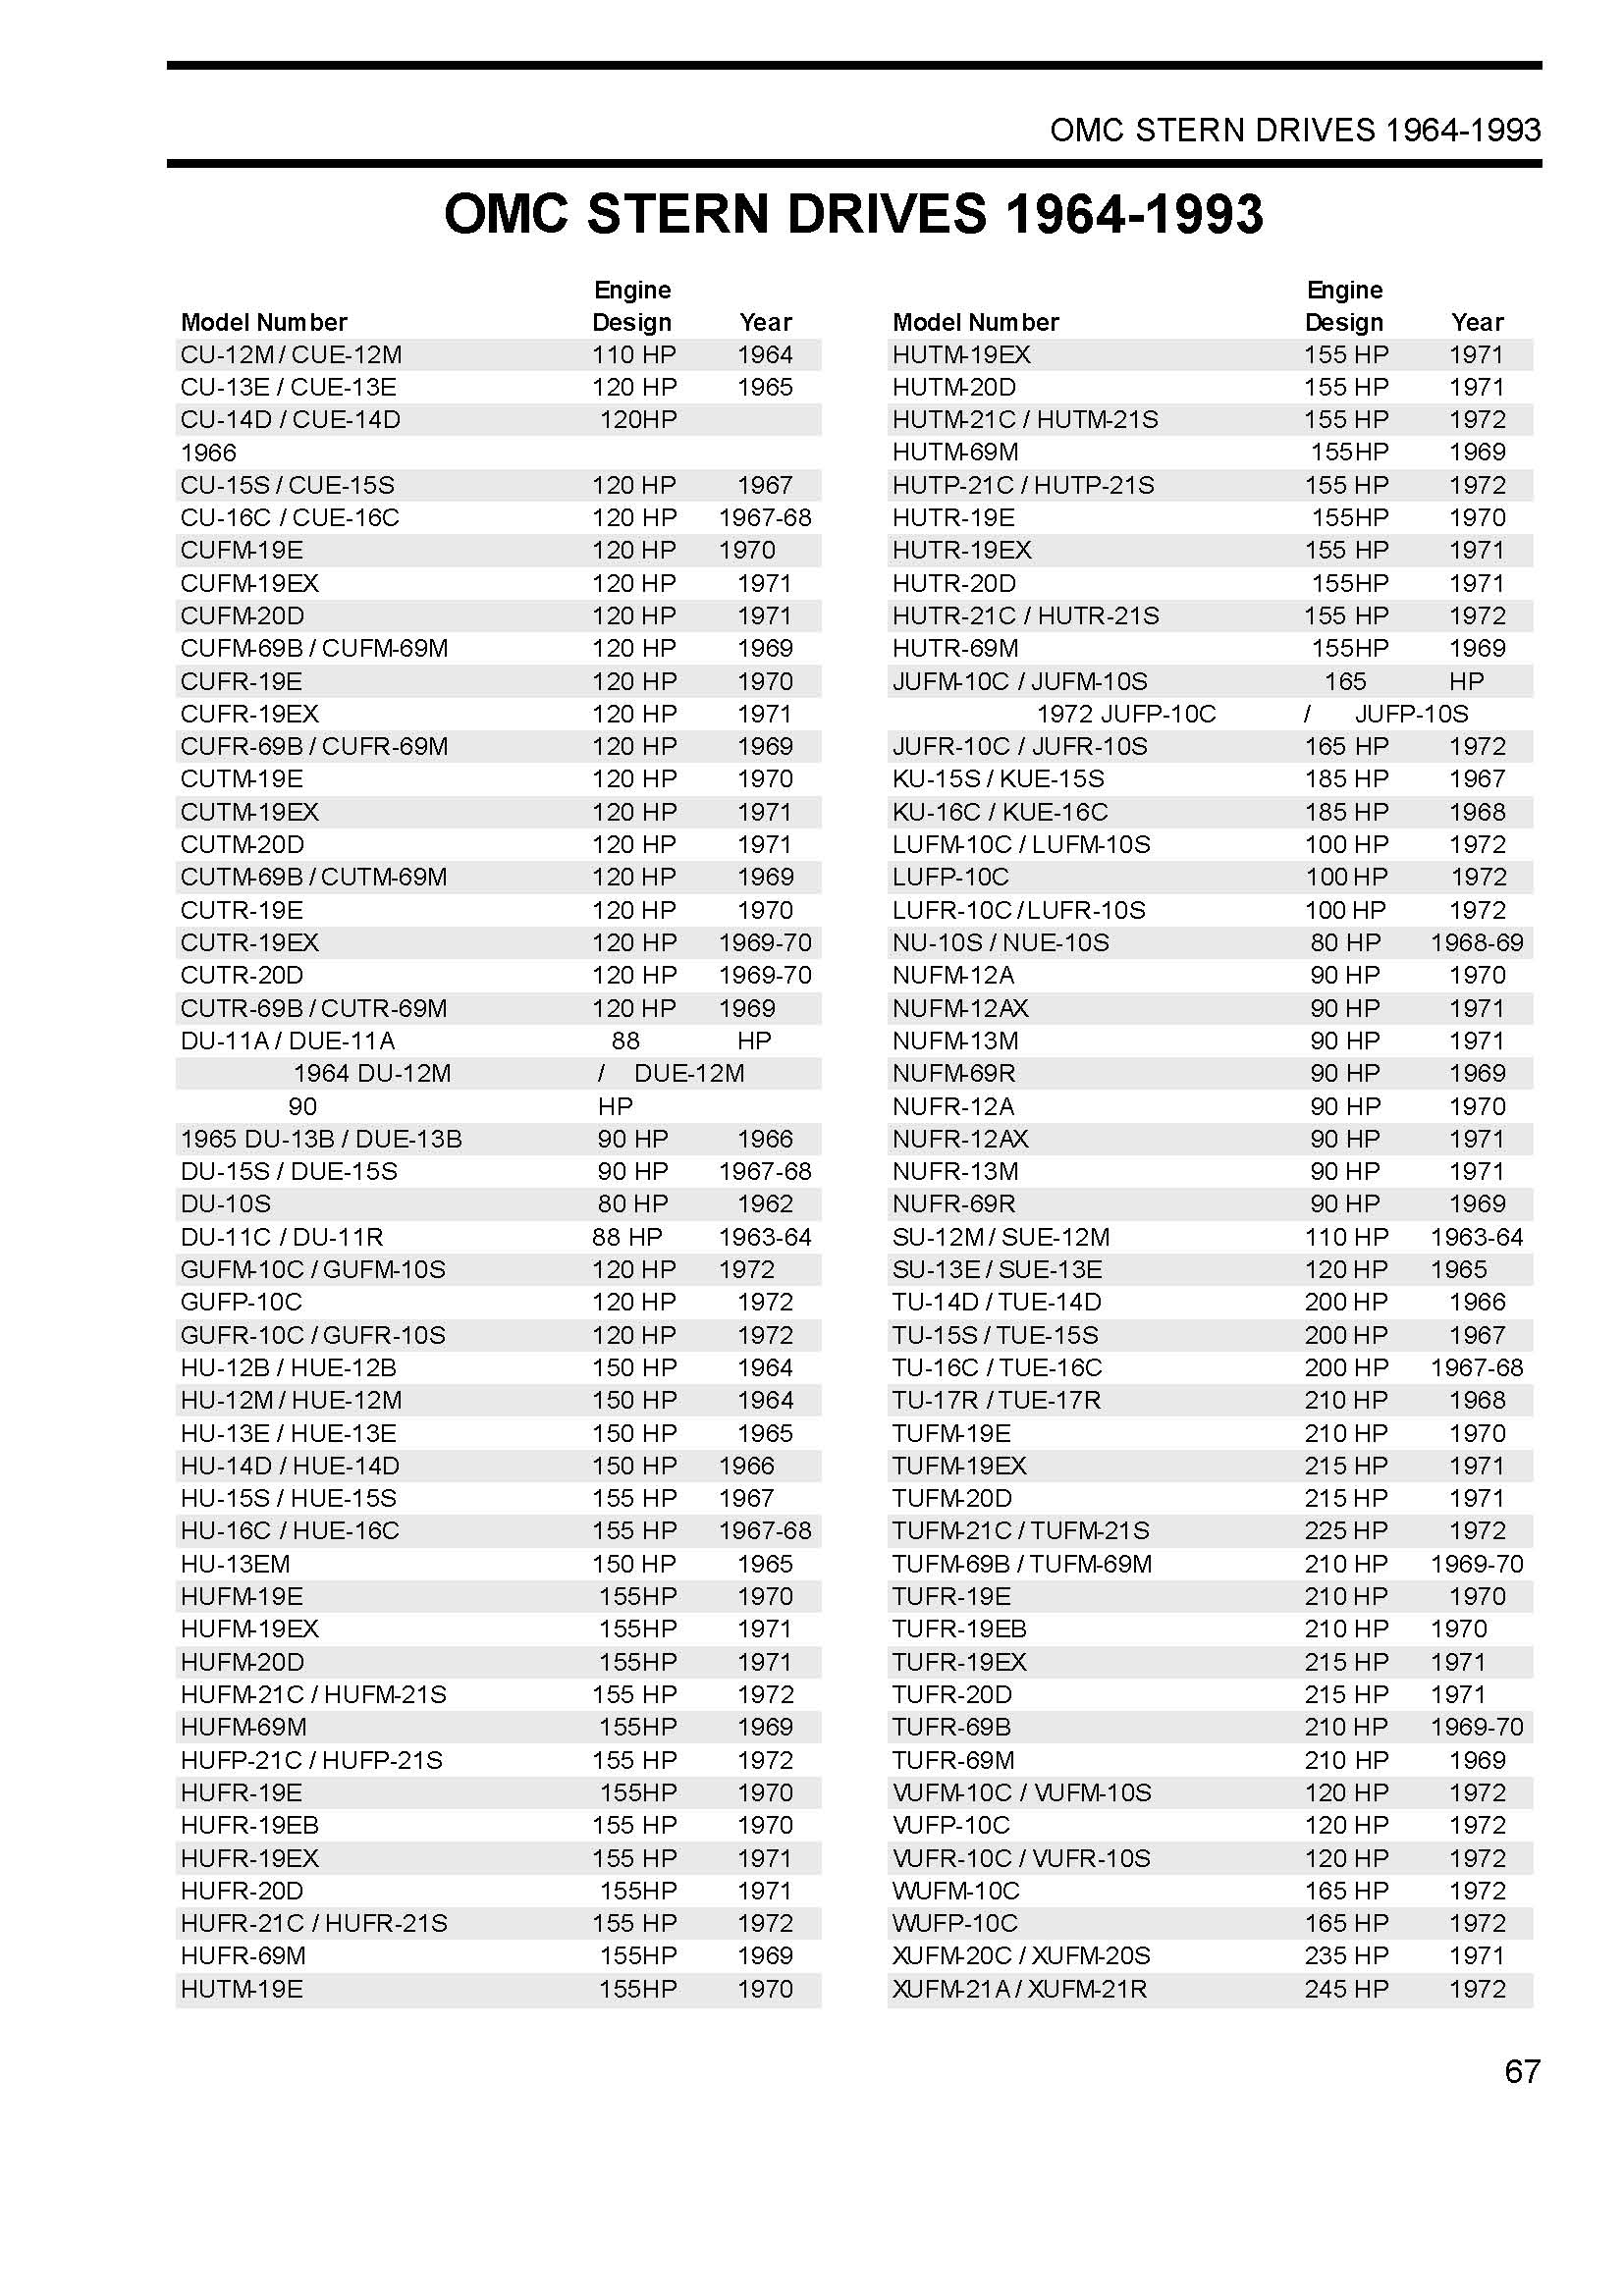 OMC STERN DRIVES 1964-1993
OMC STERN DRIVES 1964-1993
Engine
Model Number Design Year
CU-12M / CUE-12M 110 HP 1964
CU-13E / CUE-13E 120 HP 1965
CU-14D / CUE-14D 120HP
1966
CU-15S / CUE-15S 120 HP 1967
CU-16C / CUE-16C 120 HP 1967-68
CUFM-19E 120 HP 1970
CUFM-19EX 120 HP 1971
CUFM-20D 120 HP 1971
CUFM-69B / CUFM-69M 120 HP 1969
CUFR-19E 120 HP 1970
CUFR-19EX 120 HP 1971
CUFR-69B / CUFR-69M 120 HP 1969
CUTM-19E 120 HP 1970
CUTM-19EX 120 HP 1971
CUTM-20D 120 HP 1971
CUTM-69B / CUTM-69M 120 HP 1969
CUTR-19E 120 HP 1970
CUTR-19EX 120 HP 1969-70
CUTR-20D 120 HP 1969-70
CUTR-69B / CUTR-69M 120 HP 1969
DU-11A / DUE-11A 88 HP
1964 DU-12M / DUE-12M
90 HP
1965 DU-13B / DUE-13B 90 HP 1966
DU-15S / DUE-15S 90 HP 1967-68
DU-10S 80 HP 1962
DU-11C / DU-11R 88 HP 1963-64
GUFM-10C / GUFM-10S 120 HP 1972
GUFP-10C 120 HP 1972
GUFR-10C / GUFR-10S 120 HP 1972
HU-12B / HUE-12B 150 HP 1964
HU-12M / HUE-12M 150 HP 1964
HU-13E / HUE-13E 150 HP 1965
HU-14D / HUE-14D 150 HP 1966
HU-15S / HUE-15S 155 HP 1967
HU-16C / HUE-16C 155 HP 1967-68
HU-13EM 150 HP 1965
HUFM-19E 155HP 1970
HUFM-19EX 155HP 1971
HUFM-20D 155HP 1971
HUFM-21C / HUFM-21S 155 HP 1972
HUFM-69M 155HP 1969
HUFP-21C / HUFP-21S 155 HP 1972
HUFR-19E 155HP 1970
HUFR-19EB 155 HP 1970
HUFR-19EX 155 HP 1971
HUFR-20D 155HP 1971
HUFR-21C / HUFR-21S 155 HP 1972
HUFR-69M 155HP 1969
HUTM-19E 155HP 1970
Engine
Model Number Design Year
HUTM-19EX 155 HP 1971
HUTM-20D 155 HP 1971
HUTM-21C / HUTM-21S 155 HP 1972
HUTM-69M 155HP 1969
HUTP-21C / HUTP-21S 155 HP 1972
HUTR-19E 155HP 1970
HUTR-19EX 155 HP 1971
HUTR-20D 155HP 1971
HUTR-21C / HUTR-21S 155 HP 1972
HUTR-69M 155HP 1969
JUFM-10C / JUFM-10S 165 HP
1972 JUFP-10C / JUFP-10S
JUFR-10C / JUFR-10S 165 HP 1972
KU-15S / KUE-15S 185 HP 1967
KU-16C / KUE-16C 185 HP 1968
LUFM-10C / LUFM-10S 100 HP 1972
LUFP-10C 100 HP 1972
LUFR-10C / LUFR-10S 100 HP 1972
NU-10S / NUE-10S 80 HP 1968-69
NUFM-12A 90 HP 1970
NUFM-12AX 90 HP 1971
NUFM-13M 90 HP 1971
NUFM-69R 90 HP 1969
NUFR-12A 90 HP 1970
NUFR-12AX 90 HP 1971
NUFR-13M 90 HP 1971
NUFR-69R 90 HP 1969
SU-12M / SUE-12M 110 HP 1963-64
SU-13E / SUE-13E 120 HP 1965
TU-14D / TUE-14D 200 HP 1966
TU-15S / TUE-15S 200 HP 1967
TU-16C / TUE-16C 200 HP 1967-68
TU-17R / TUE-17R 210 HP 1968
TUFM-19E 210 HP 1970
TUFM-19EX 215 HP 1971
TUFM-20D 215 HP 1971
TUFM-21C / TUFM-21S 225 HP 1972
TUFM-69B / TUFM-69M 210 HP 1969-70
TUFR-19E 210 HP 1970
TUFR-19EB 210 HP 1970
TUFR-19EX 215 HP 1971
TUFR-20D 215 HP 1971
TUFR-69B 210 HP 1969-70
TUFR-69M 210 HP 1969
VUFM-10C / VUFM-10S 120 HP 1972
VUFP-10C 120 HP 1972
VUFR-10C / VUFR-10S 120 HP 1972
WUFM-10C 165 HP 1972
WUFP-10C 165 HP 1972
XUFM-20C / XUFM-20S 235 HP 1971
XUFM-21A / XUFM-21R 245 HP 1972
67